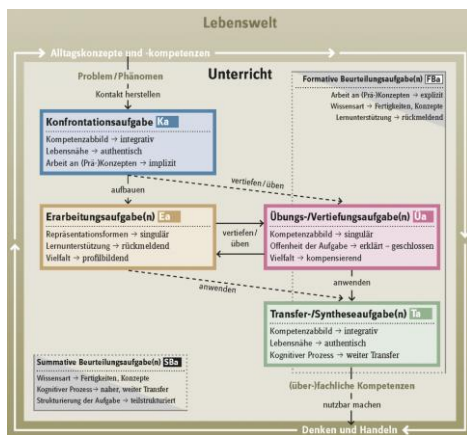 Lebenswelt
Alltagskonzepte und -kompetenzen
Problem/Phänomen
Kontakt herstellen
Unterricht
Formative Beurteilungsaufgabe(n) FBa
Arbeit an (Prä-)Konzepten → explizit
Wissensart → Fertigkeiten, Konzepte
Lernunterstützung → rückmeldend
Konfrontationsaufgabe Ka
Kompetenzabbild → integrativ
Lebensnähe → authentisch
Arbeit an (Prä-)Konzepten → implizit
aufbauen
vertiefen/üben
Erarbeitungsaufgabe(n) Ea
Repräsentationsformen → singulär
Lernunterstützung → rückmeldend
Vielfalt → profilbildend
vertiefen/
üben
Übungs-/Vertiefungsaufgabe(n) Üa
Kompetenzabbild → singulär
Offenheit der Aufgabe → erklärt – geschlossen
Vielfalt → kompensierend
anwenden
anwenden
Transfer-/Syntheseaufgabe(n) Ta
Kompetenzabbild → integrativ
Lebensnähe → authentisch
Kognitiver Prozess → weiter Transfer
Summative Beurteilungsaufgabe(n) SBa
Wissensart → Fertigkeiten, Konzepte
Kognitiver Prozess → naher, weiter Transfer
Strukturierung der Aufgabe → teilstrukturiert
(über-)fachliche Kompetenzen
nutzbar machen
Denken und Handeln